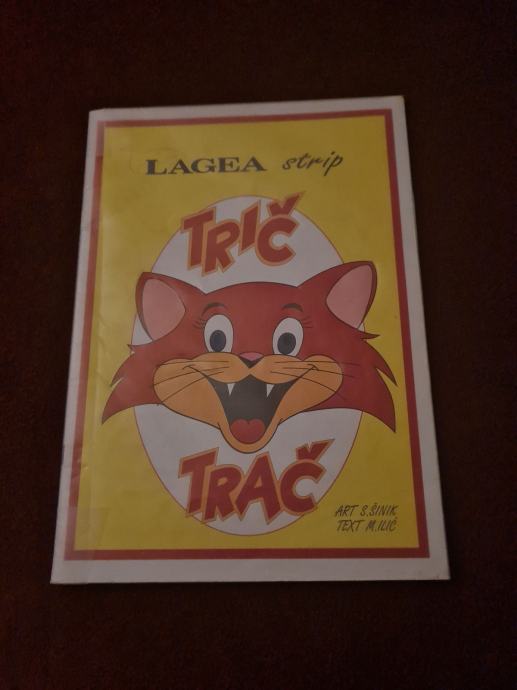 LAGEA strip
TRIČ
TRAČ
ART S.ŠINIK
TEXT M.ILIĆ